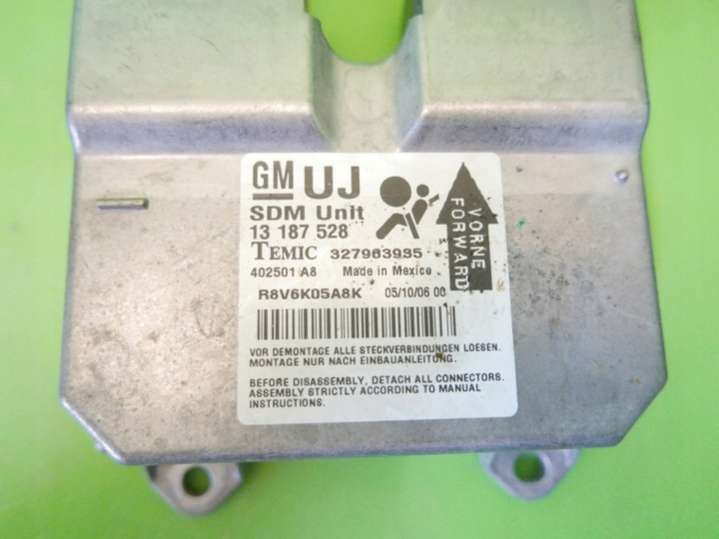 GM UJ
SDM Unit
13 187 528
TEMIC 327963935
402501 A8 Made in Mexico
R8V6K05A8K 05/10/06 00
VORNE
FORWARD
VOR DEMONTAGE ALLE STECKVERBINDUNGEN LOESEN.
MONTAGE NUR NACH EINBAUANLEITUNG.
BEFORE DISASSEMBLY, DETACH ALL CONNECTORS.
ASSEMBLY STRICTLY ACCORDING TO MANUAL
INSTRUCTIONS.